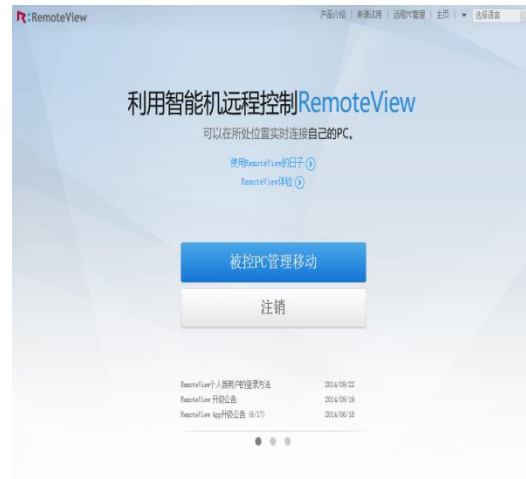 R:RemoteView
产品介绍 | 申请试用 | 远程PC管理 | 主页 | ▼ 选择语言
利用智能机远程控制RemoteView
可以在所处位置实时连接自己的PC。
使用RemoteView的日子
RemoteView体验
被控PC管理移动
注销
RemoteView个人版用户的登录方法 2014/09/22
RemoteView 升级公告 2014/09/19
RemoteView App升级公告 (6/17) 2014/06/18